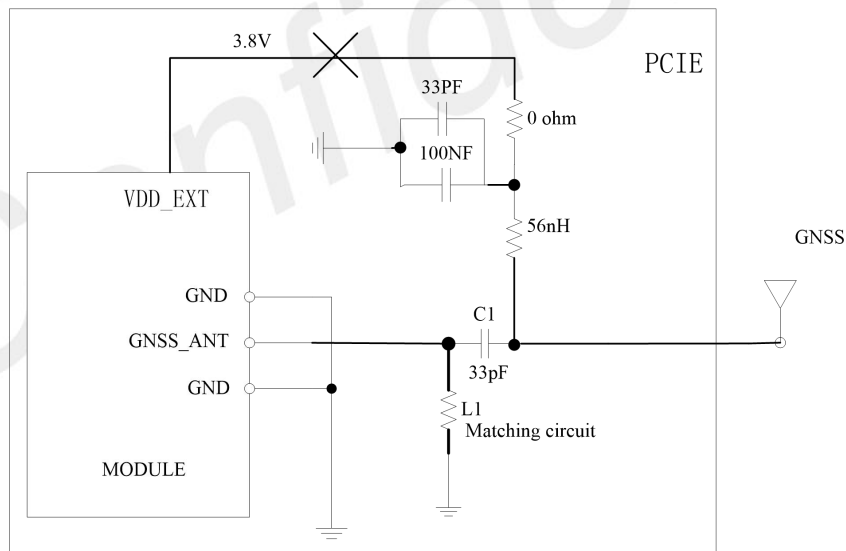 Confide
3.8V
PCIE
33PF
0 ohm
100NF
VDD_EXT
56nH
GNSS
GND
C1
GNSS_ANT
33pF
GND
L1
Matching circuit
MODULE